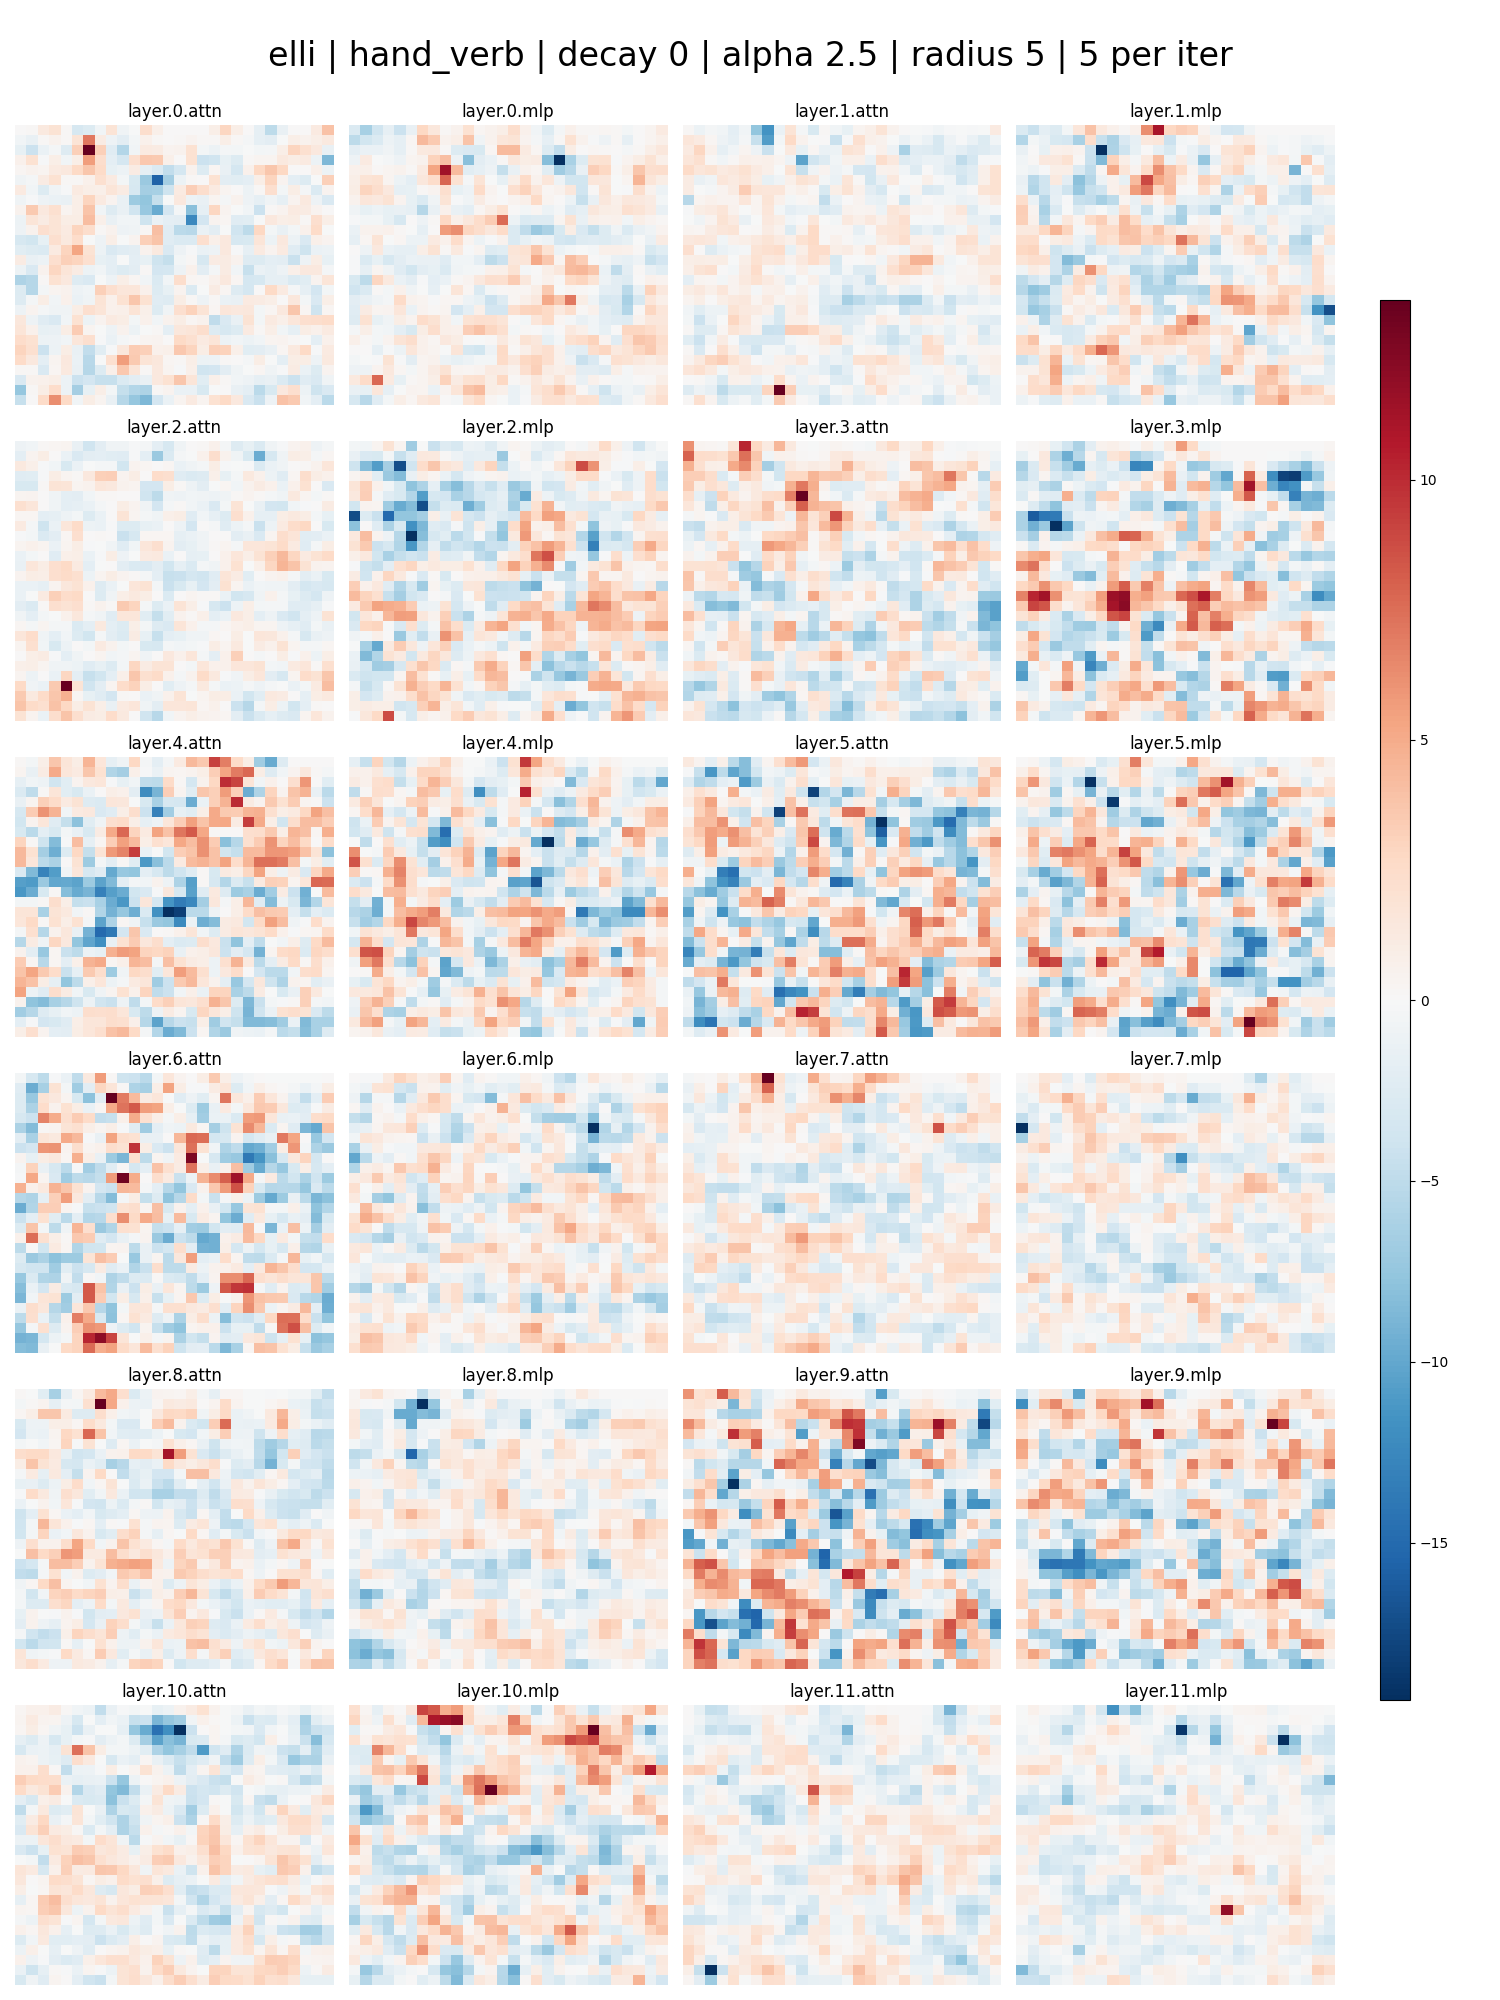 elli | hand_verb | decay 0 | alpha 2.5 | radius 5 | 5 per iter
layer.0.attn
layer.0.mlp
layer.1.attn
layer.1.mlp
layer.2.attn
layer.2.mlp
layer.3.attn
layer.3.mlp
layer.4.attn
layer.4.mlp
layer.5.attn
layer.5.mlp
layer.6.attn
layer.6.mlp
layer.7.attn
layer.7.mlp
layer.8.attn
layer.8.mlp
layer.9.attn
layer.9.mlp
layer.10.attn
layer.10.mlp
layer.11.attn
layer.11.mlp
10
5
0
−5
−10
−15